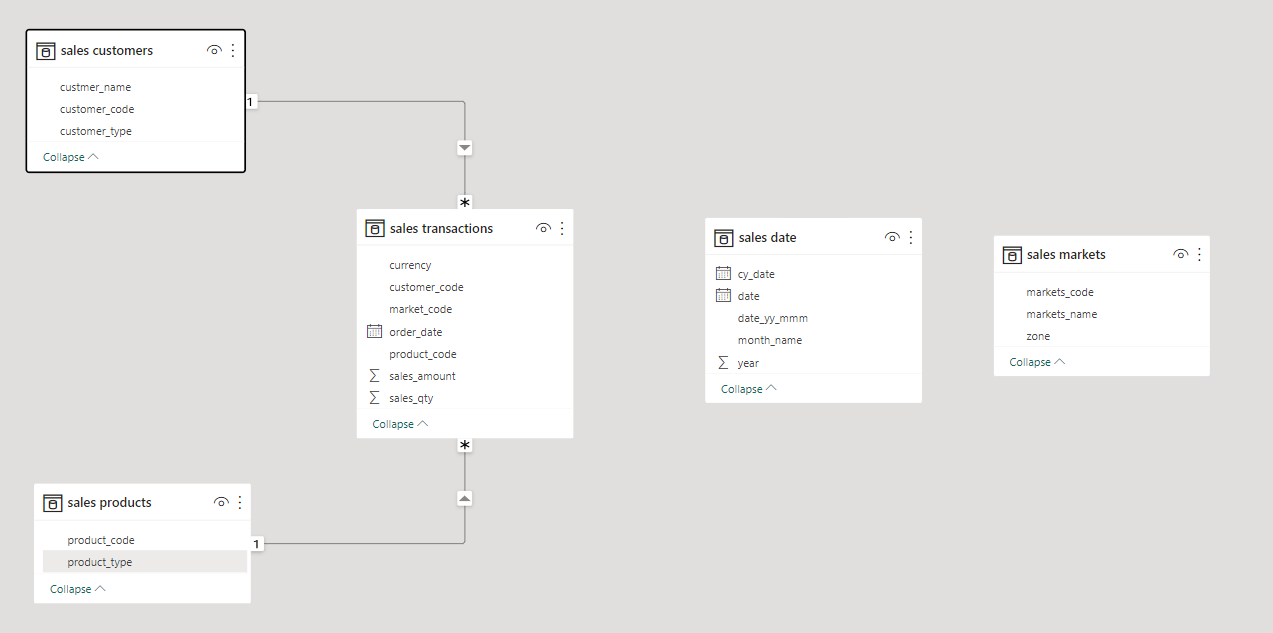 sales customers
custmer_name
customer_code
customer_type
Collapse
1
*
sales transactions
currency
customer_code
market_code
order_date
product_code
sales_amount
sales_qty
Collapse
*
sales date
cy_date
date
date_yy_mmm
month_name
year
Collapse
sales markets
markets_code
markets_name
zone
Collapse
sales products
product_code
product_type
Collapse
1